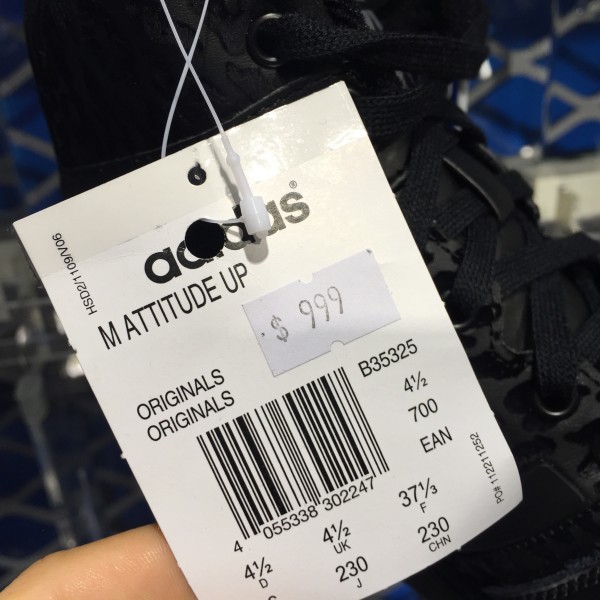 HSD2/1109/V06
adidas®
M ATTITUDE UP
$ 999
ORIGINALS
ORIGINALS
B35325
4½
700
EAN
4 055338 302247
4½ D
4½ UK
37⅓ F
230 J
230 CHN
PO# 112211252